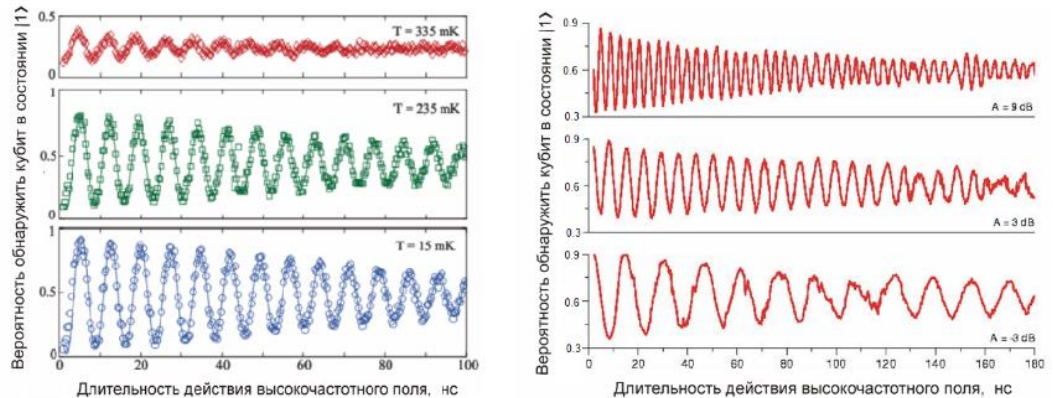 Вероятность обнаружить кубит в состоянии |1⟩
0.5
0
T = 335 mK
1
0.5
0
T = 235 mK
1
0.5
0
T = 15 mK
0 20 40 60 80 100
Длительность действия высокочастотного поля, нс
Вероятность обнаружить кубит в состоянии |1⟩
0.9
0.6
0.3
A = 9 dB
0.9
0.6
0.3
A = 3 dB
0.9
0.6
0.3
A = -3 dB
0 20 40 60 80 100 120 140 160 180
Длительность действия высокочастотного поля, нс